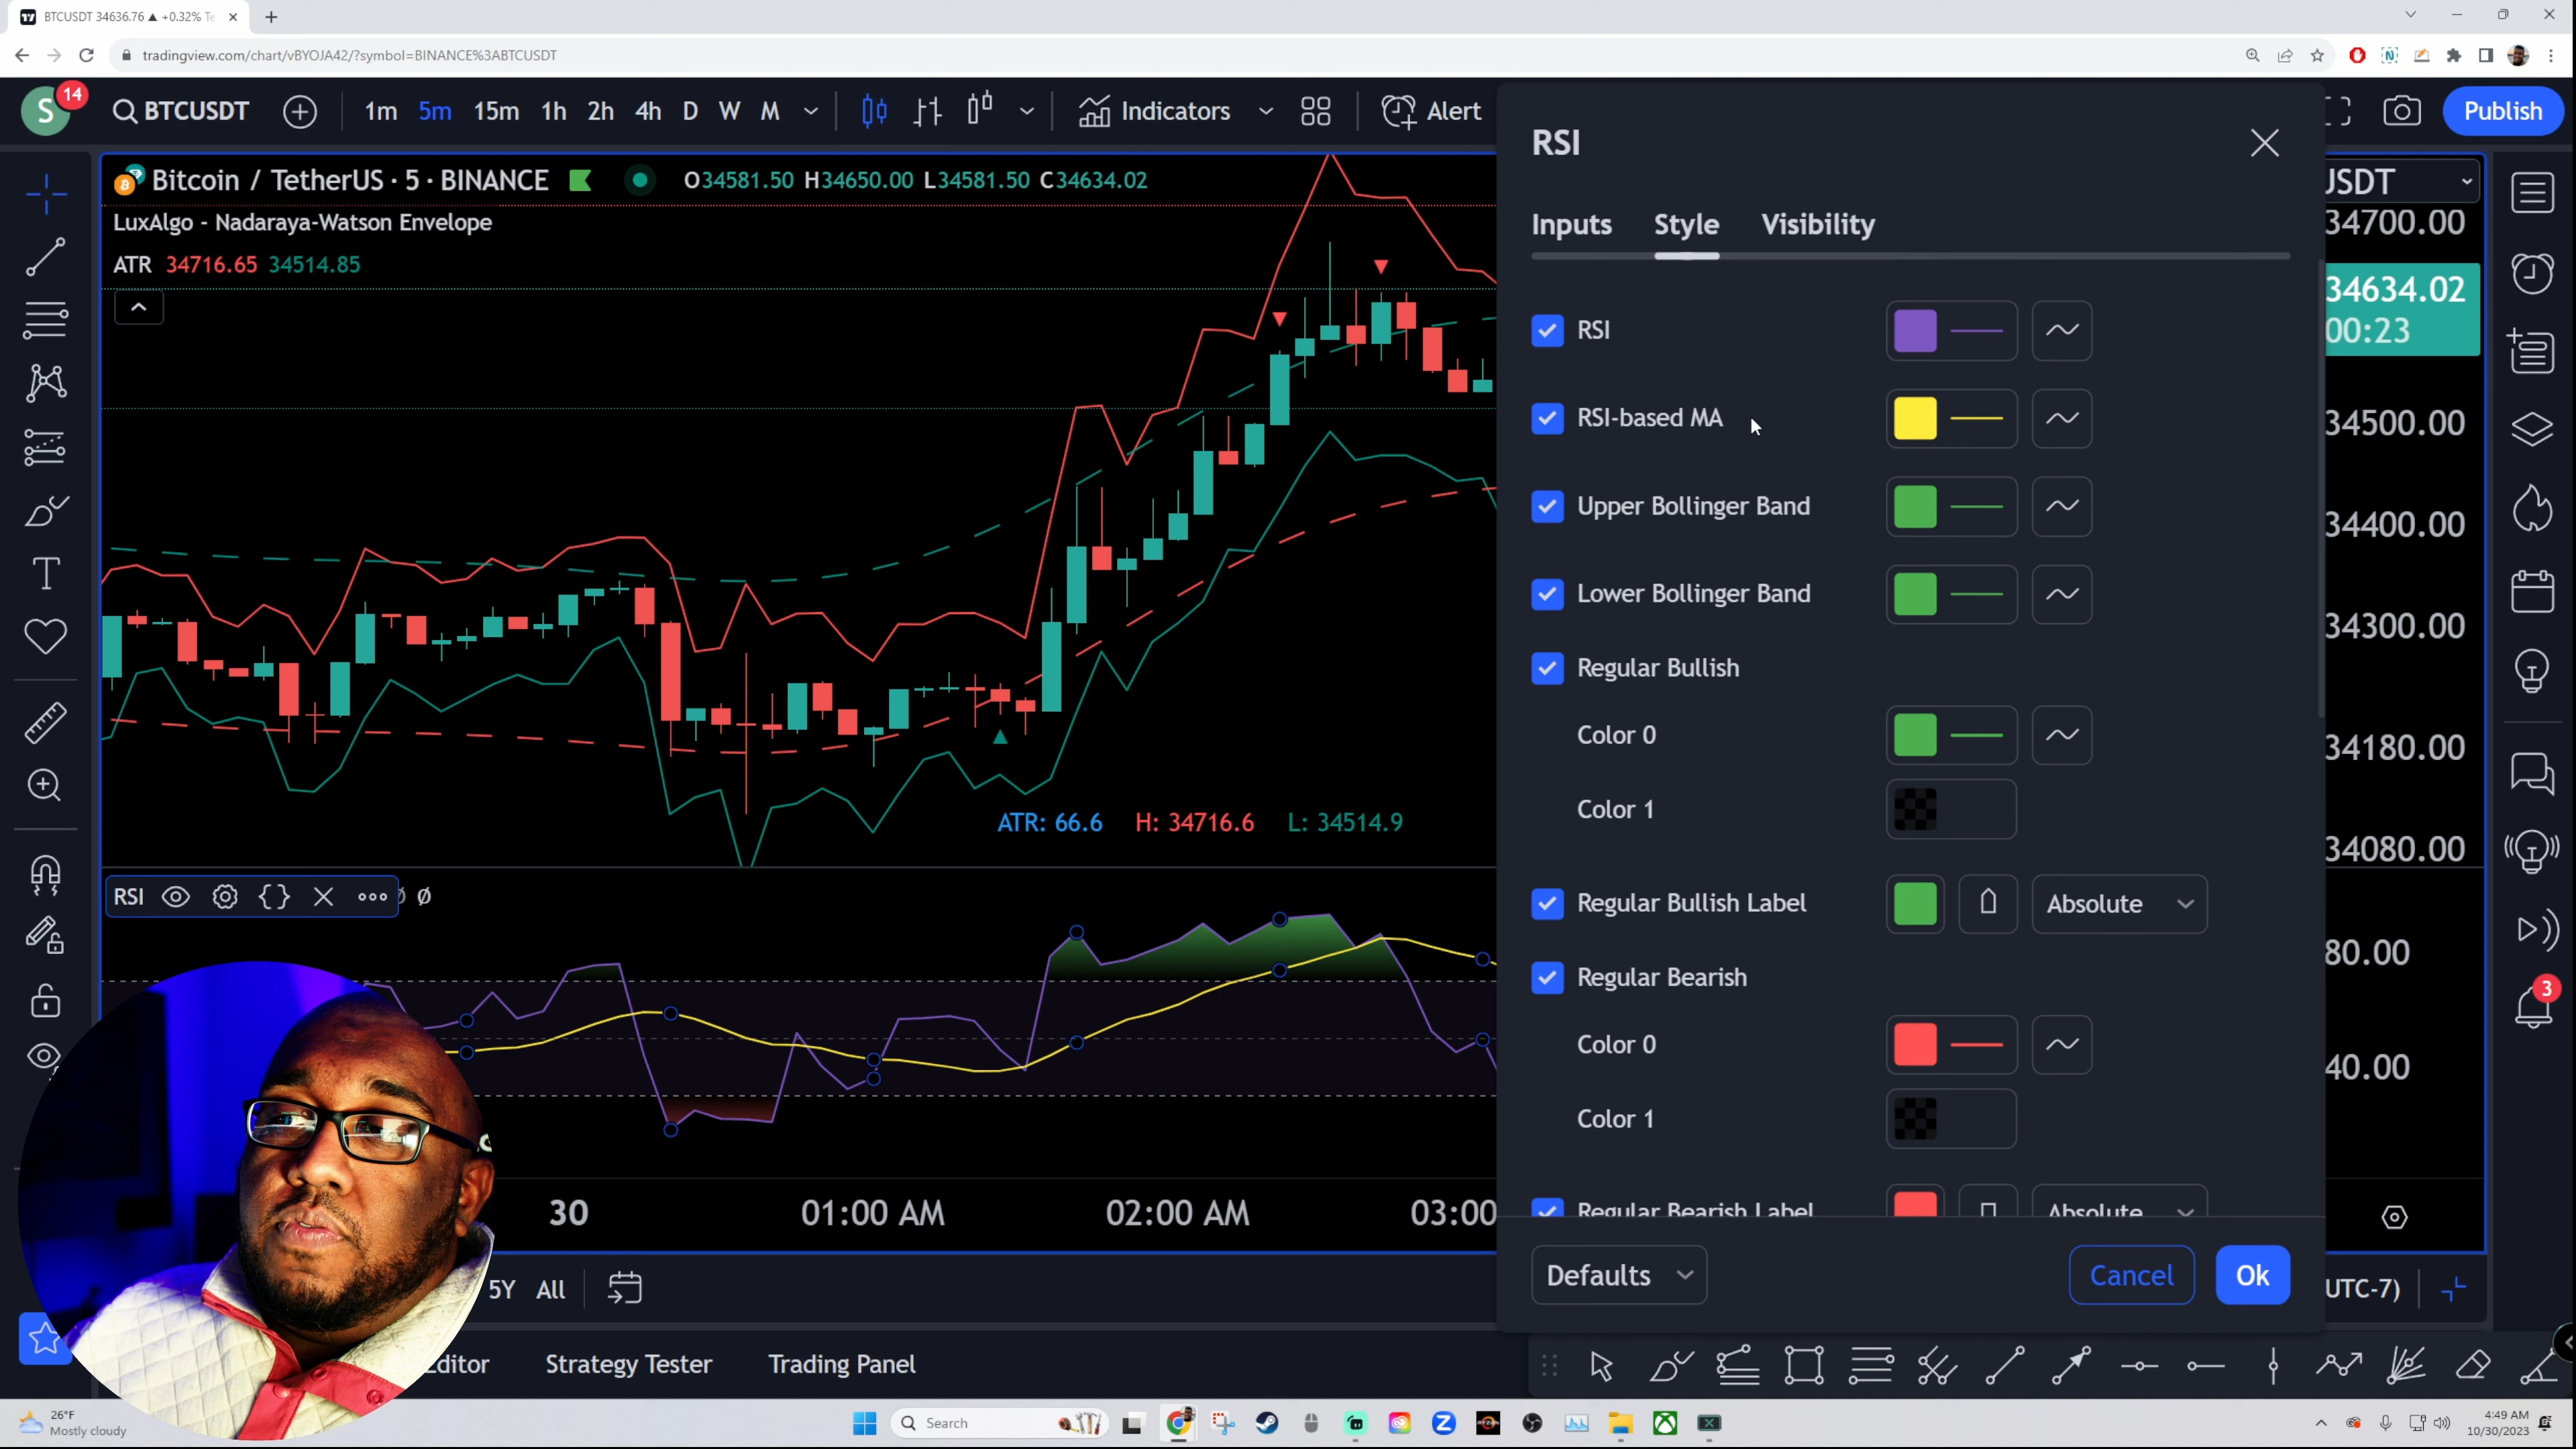 BTCUSDT 34636.76 ▲ +0.32% Te
tradingview.com/chart/vBYOJA42/?symbol=BINANCE%3ABTCUSDT
S 14 BTCUSDT 1m 5m 15m 1h 2h 4h D W M Indicators Alert Publish
RSI
Bitcoin / TetherUS · 5 · BINANCE O34581.50 H34650.00 L34581.50 C34634.02
LuxAlgo - Nadaraya-Watson Envelope
ATR 34716.65 34514.85
Inputs Style Visibility
RSI
RSI-based MA
Upper Bollinger Band
Lower Bollinger Band
Regular Bullish
Color 0
Color 1
Regular Bullish Label Absolute
Regular Bearish
Color 0
Color 1
Regular Bearish Label Absolute
Defaults Cancel Ok
USDT
34700.00
34634.02
00:23
34500.00
34400.00
34300.00
34180.00
34080.00
80.00
40.00
3
ATR: 66.6 H: 34716.6 L: 34514.9
RSI Ø
30 01:00 AM 02:00 AM 03:00
5Y All
UTC-7)
Editor Strategy Tester Trading Panel
26°F
Mostly cloudy
Search
4:49 AM
10/30/2023